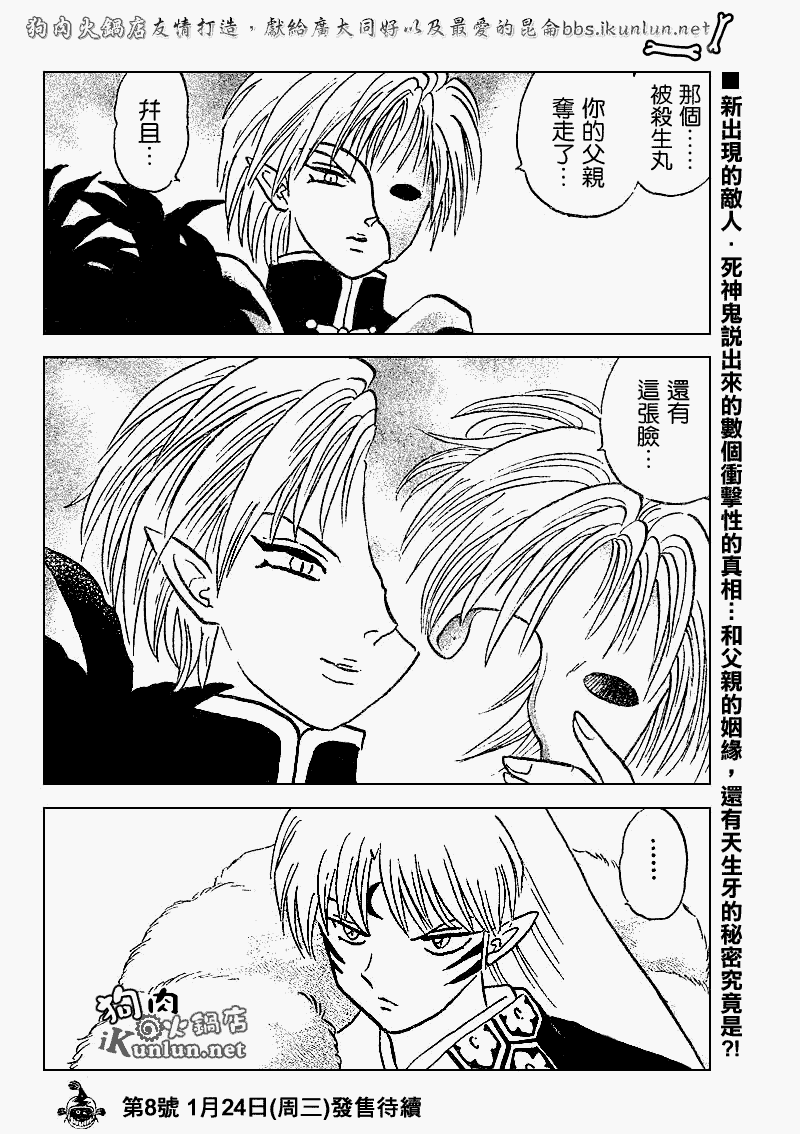 狗肉火鍋店友情打造，獻給廣大同好以及最愛的昆侖bbs.ikunlun.net
■新出現的敵人．死神鬼説出來的數個衝擊性的真相…和父親的姻緣，還有天生牙的秘密究竟是?!
那個……
被殺生丸
你的父親
奪走了…
幷且…
還有
這張臉…
……
狗肉
火鍋店
iKunlun.net
第8號 1月24日(周三)發售待續